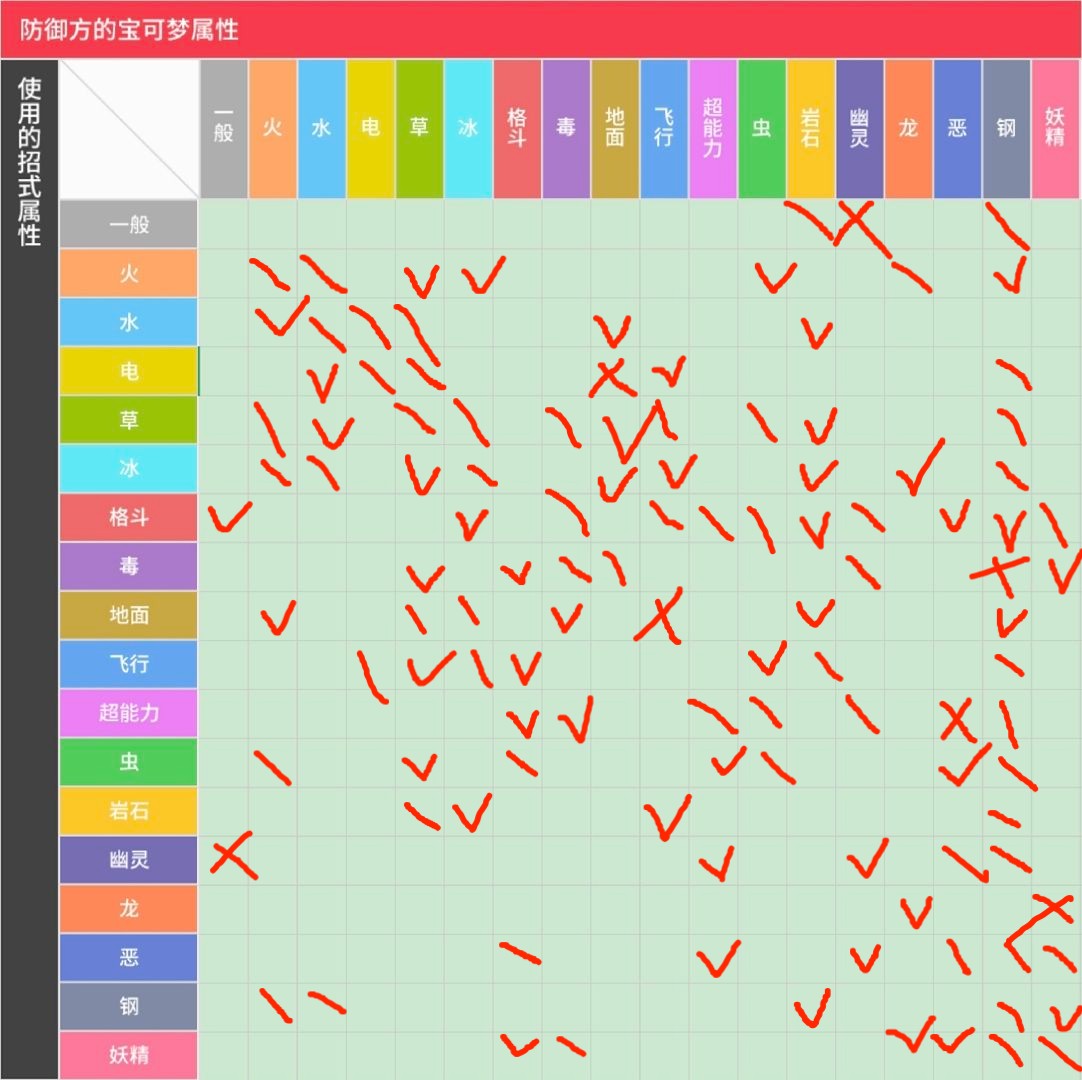 防御方的宝可梦属性
使用的招式属性
一般 火 水 电 草 冰 格斗 毒 地面 飞行 超能力 虫 岩石 幽灵 龙 恶 钢 妖精
一般
火
水
电
草
冰
格斗
毒
地面
飞行
超能力
虫
岩石
幽灵
龙
恶
钢
妖精